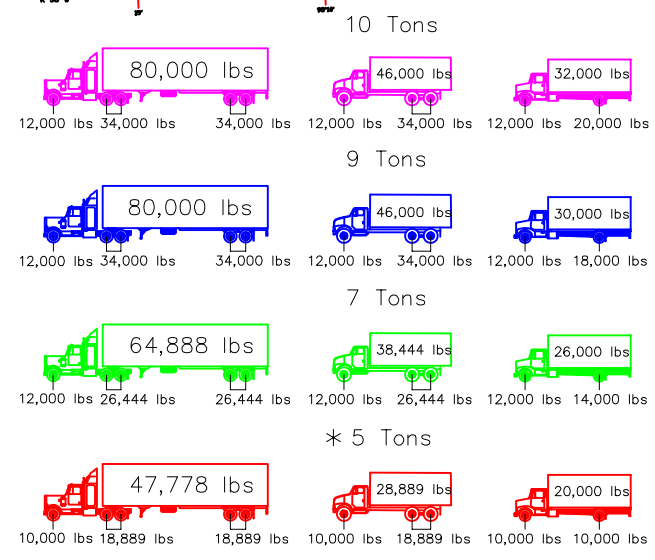 10 Tons
80,000 lbs 46,000 lbs 32,000 lbs
12,000 lbs 34,000 lbs 34,000 lbs 12,000 lbs 34,000 lbs 12,000 lbs 20,000 lbs
9 Tons
80,000 lbs 46,000 lbs 30,000 lbs
12,000 lbs 34,000 lbs 34,000 lbs 12,000 lbs 34,000 lbs 12,000 lbs 18,000 lbs
7 Tons
64,888 lbs 38,444 lbs 26,000 lbs
12,000 lbs 26,444 lbs 26,444 lbs 12,000 lbs 26,444 lbs 12,000 lbs 14,000 lbs
* 5 Tons
47,778 lbs 28,889 lbs 20,000 lbs
10,000 lbs 18,889 lbs 18,889 lbs 10,000 lbs 18,889 lbs 10,000 lbs 10,000 lbs